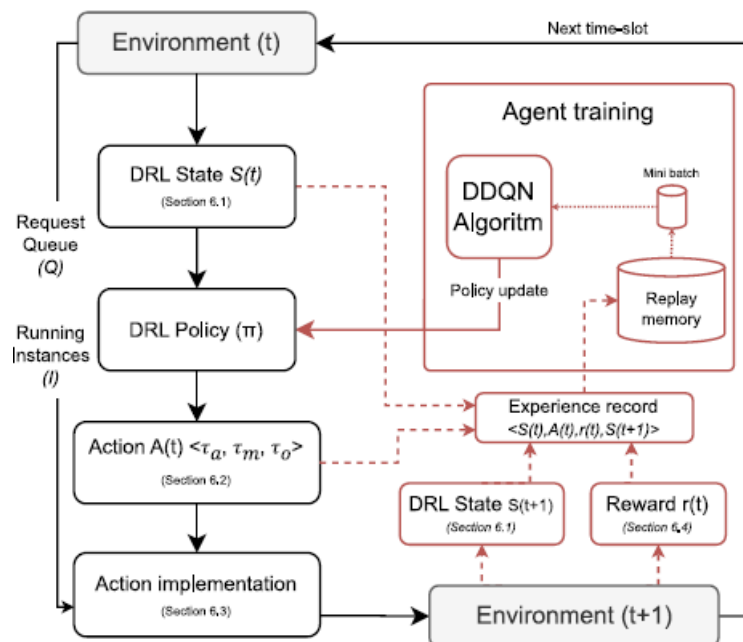 Environment (t)
Next time-slot
Agent training
DRL State S(t)
(Section 6.1)
DDQN
Algoritm
Mini batch
Request
Queue
(Q)
Policy update
Replay
memory
Running
Instances
(I)
DRL Policy (π)
Experience record
<S(t),A(t),r(t),S(t+1)>
Action A(t) <τa, τm, τo>
(Section 6.2)
DRL State S(t+1)
(Section 6.1)
Reward r(t)
(Section 6.4)
Action implementation
(Section 6.3)
Environment (t+1)